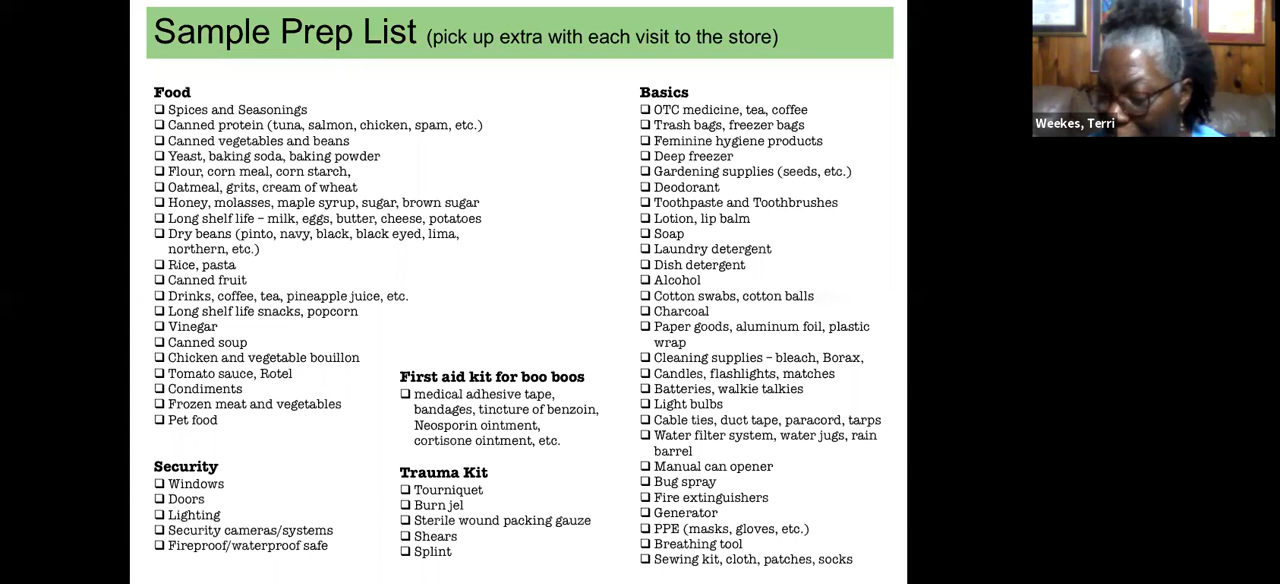 Sample Prep List (pick up extra with each visit to the store)
Food
❑ Spices and Seasonings
❑ Canned protein (tuna, salmon, chicken, spam, etc.)
❑ Canned vegetables and beans
❑ Yeast, baking soda, baking powder
❑ Flour, corn meal, corn starch,
❑ Oatmeal, grits, cream of wheat
❑ Honey, molasses, maple syrup, sugar, brown sugar
❑ Long shelf life – milk, eggs, butter, cheese, potatoes
❑ Dry beans (pinto, navy, black, black eyed, lima,
northern, etc.)
❑ Rice, pasta
❑ Canned fruit
❑ Drinks, coffee, tea, pineapple juice, etc.
❑ Long shelf life snacks, popcorn
❑ Vinegar
❑ Canned soup
❑ Chicken and vegetable bouillon
❑ Tomato sauce, Rotel
❑ Condiments
❑ Frozen meat and vegetables
❑ Pet food
Security
❑ Windows
❑ Doors
❑ Lighting
❑ Security cameras/systems
❑ Fireproof/waterproof safe
First aid kit for boo boos
❑ medical adhesive tape,
bandages, tincture of benzoin,
Neosporin ointment,
cortisone ointment, etc.
Trauma Kit
❑ Tourniquet
❑ Burn jel
❑ Sterile wound packing gauze
❑ Shears
❑ Splint
Basics
❑ OTC medicine, tea, coffee
❑ Trash bags, freezer bags
❑ Feminine hygiene products
❑ Deep freezer
❑ Gardening supplies (seeds, etc.)
❑ Deodorant
❑ Toothpaste and Toothbrushes
❑ Lotion, lip balm
❑ Soap
❑ Laundry detergent
❑ Dish detergent
❑ Alcohol
❑ Cotton swabs, cotton balls
❑ Charcoal
❑ Paper goods, aluminum foil, plastic
wrap
❑ Cleaning supplies – bleach, Borax,
❑ Candles, flashlights, matches
❑ Batteries, walkie talkies
❑ Light bulbs
❑ Cable ties, duct tape, paracord, tarps
❑ Water filter system, water jugs, rain
barrel
❑ Manual can opener
❑ Bug spray
❑ Fire extinguishers
❑ Generator
❑ PPE (masks, gloves, etc.)
❑ Breathing tool
❑ Sewing kit, cloth, patches, socks
Weekes, Terri